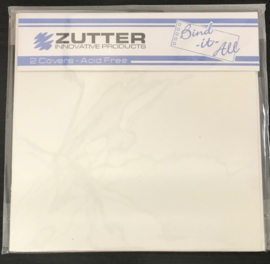 ZUTTER
INNOVATIVE PRODUCTS
2 Covers - Acid Free
Bind
-it-
All